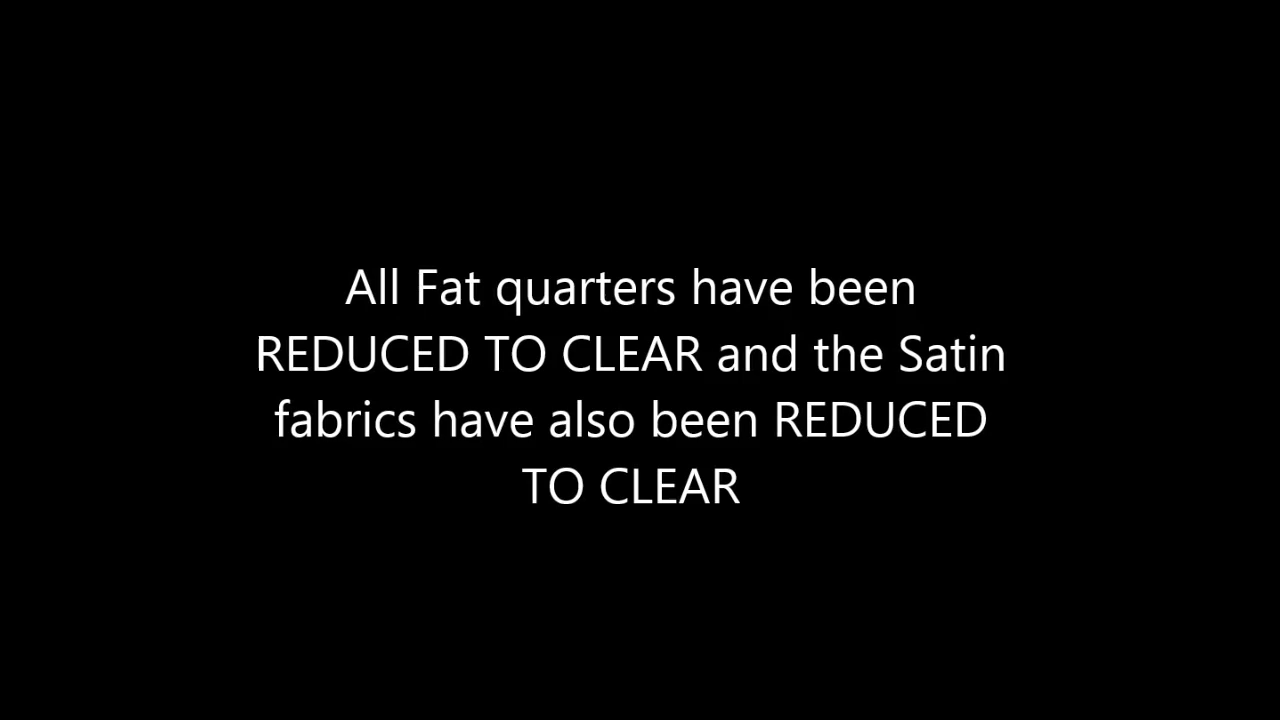 All Fat quarters have been
REDUCED TO CLEAR and the Satin
fabrics have also been REDUCED
TO CLEAR